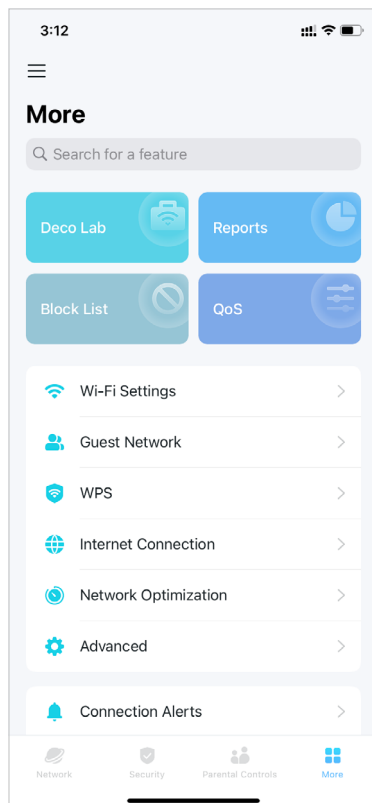 3:12
More
Search for a feature
Deco Lab
Reports
Block List
QoS
Wi-Fi Settings
Guest Network
WPS
Internet Connection
Network Optimization
Advanced
Connection Alerts
Network Security Parental Controls More